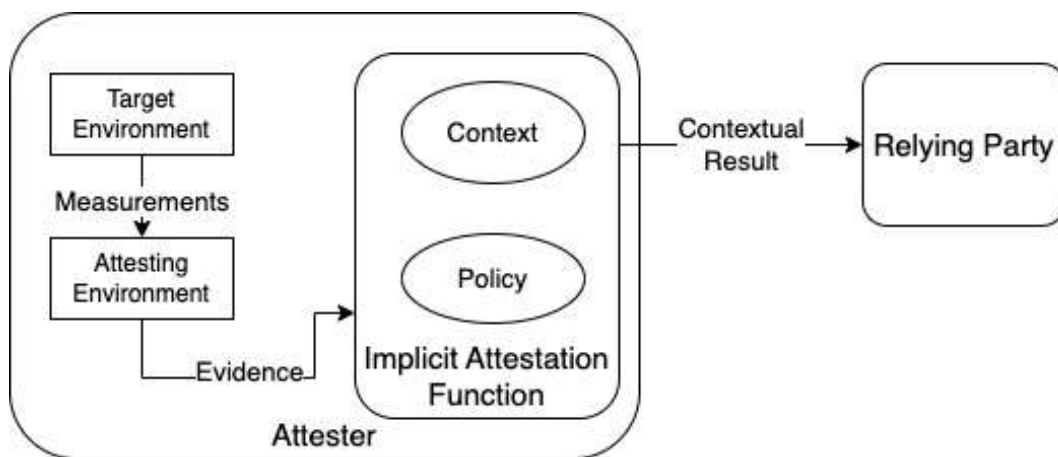 Target
Environment
Measurements
Attesting
Environment
Evidence
Context
Policy
Implicit Attestation
Function
Attester
Contextual
Result
Relying Party